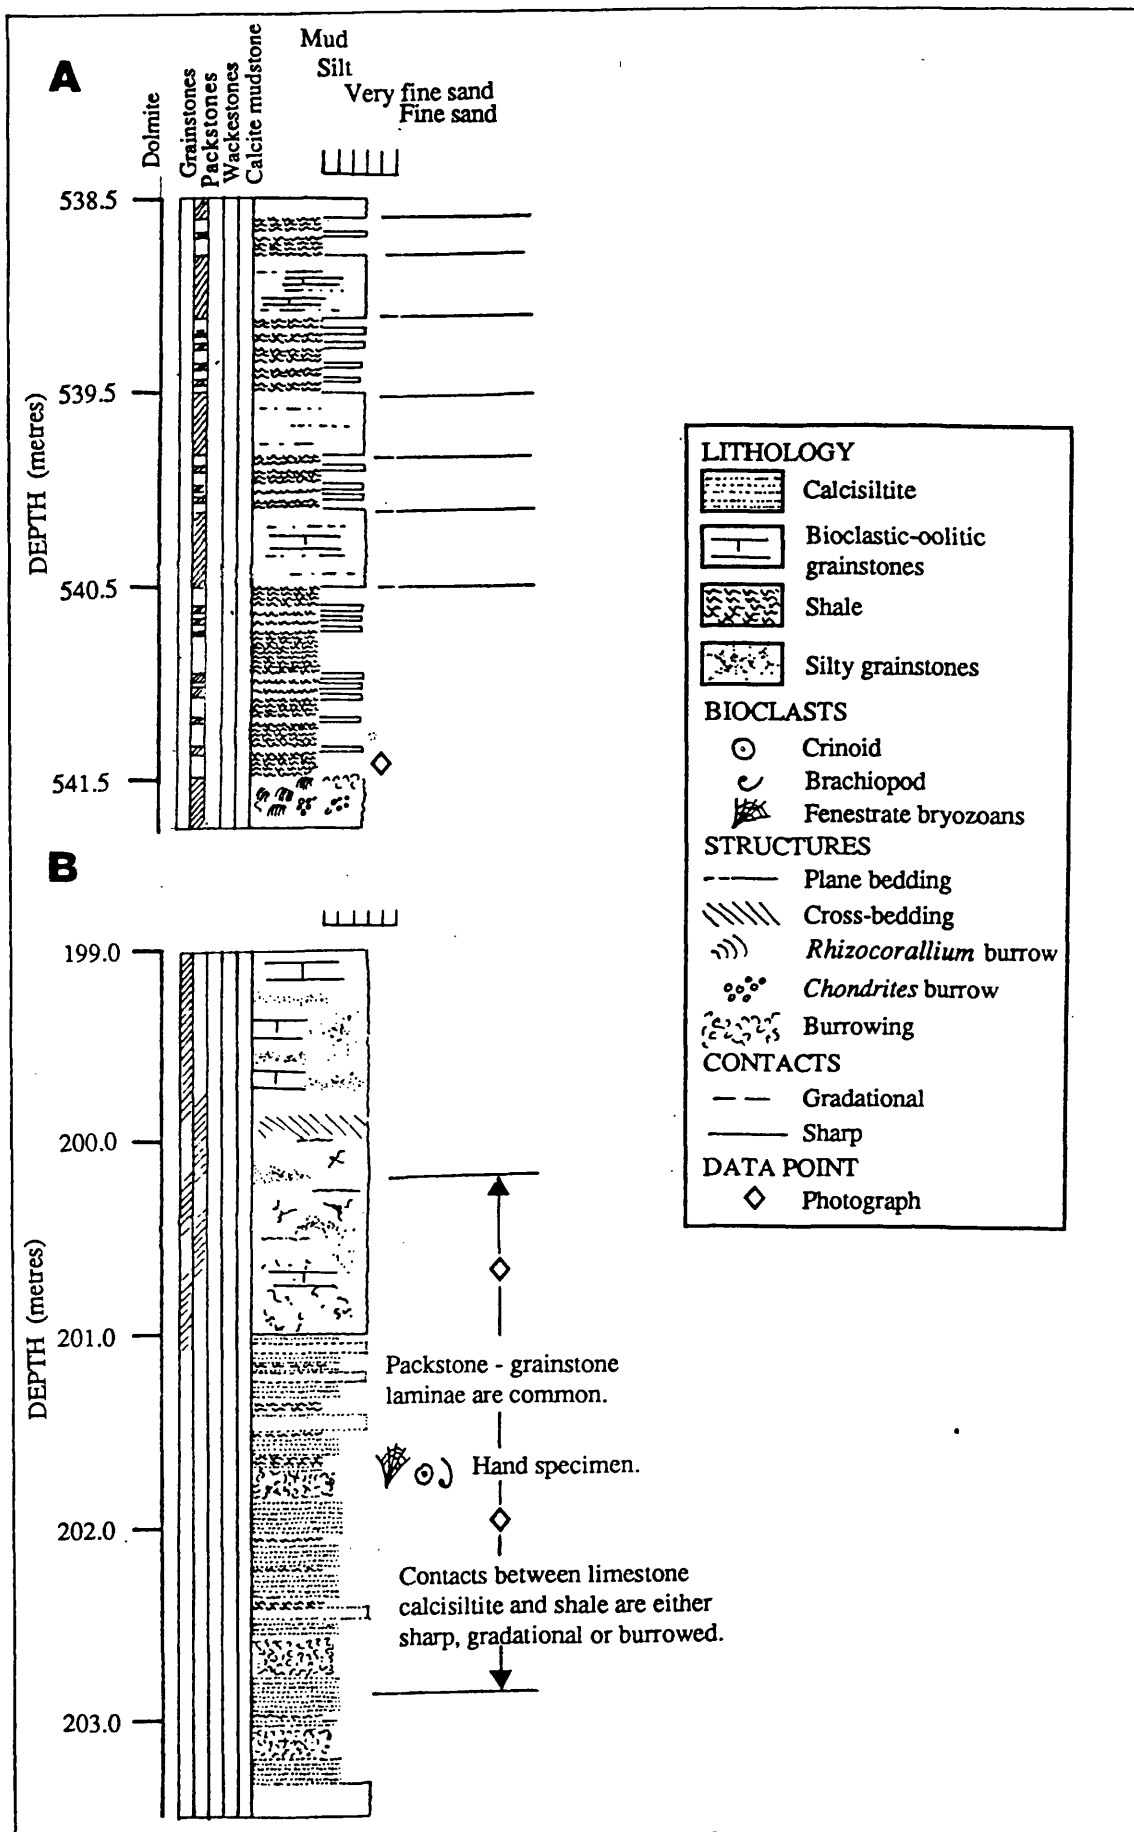 A
Dolmite
Grainstones
Packstones
Wackestones
Calcite mudstone
Mud
Silt
Very fine sand
Fine sand
DEPTH (metres)
538.5
539.5
540.5
541.5
B
DEPTH (metres)
199.0
200.0
201.0
202.0
203.0
Packstone - grainstone
laminae are common.
Hand specimen.
Contacts between limestone
calcisiltite and shale are either
sharp, gradational or burrowed.
LITHOLOGY
Calcisiltite
Bioclastic-oolitic
grainstones
Shale
Silty grainstones
BIOCLASTS
Crinoid
Brachiopod
Fenestrate bryozoans
STRUCTURES
Plane bedding
Cross-bedding
Rhizocorallium burrow
Chondrites burrow
Burrowing
CONTACTS
Gradational
Sharp
DATA POINT
Photograph